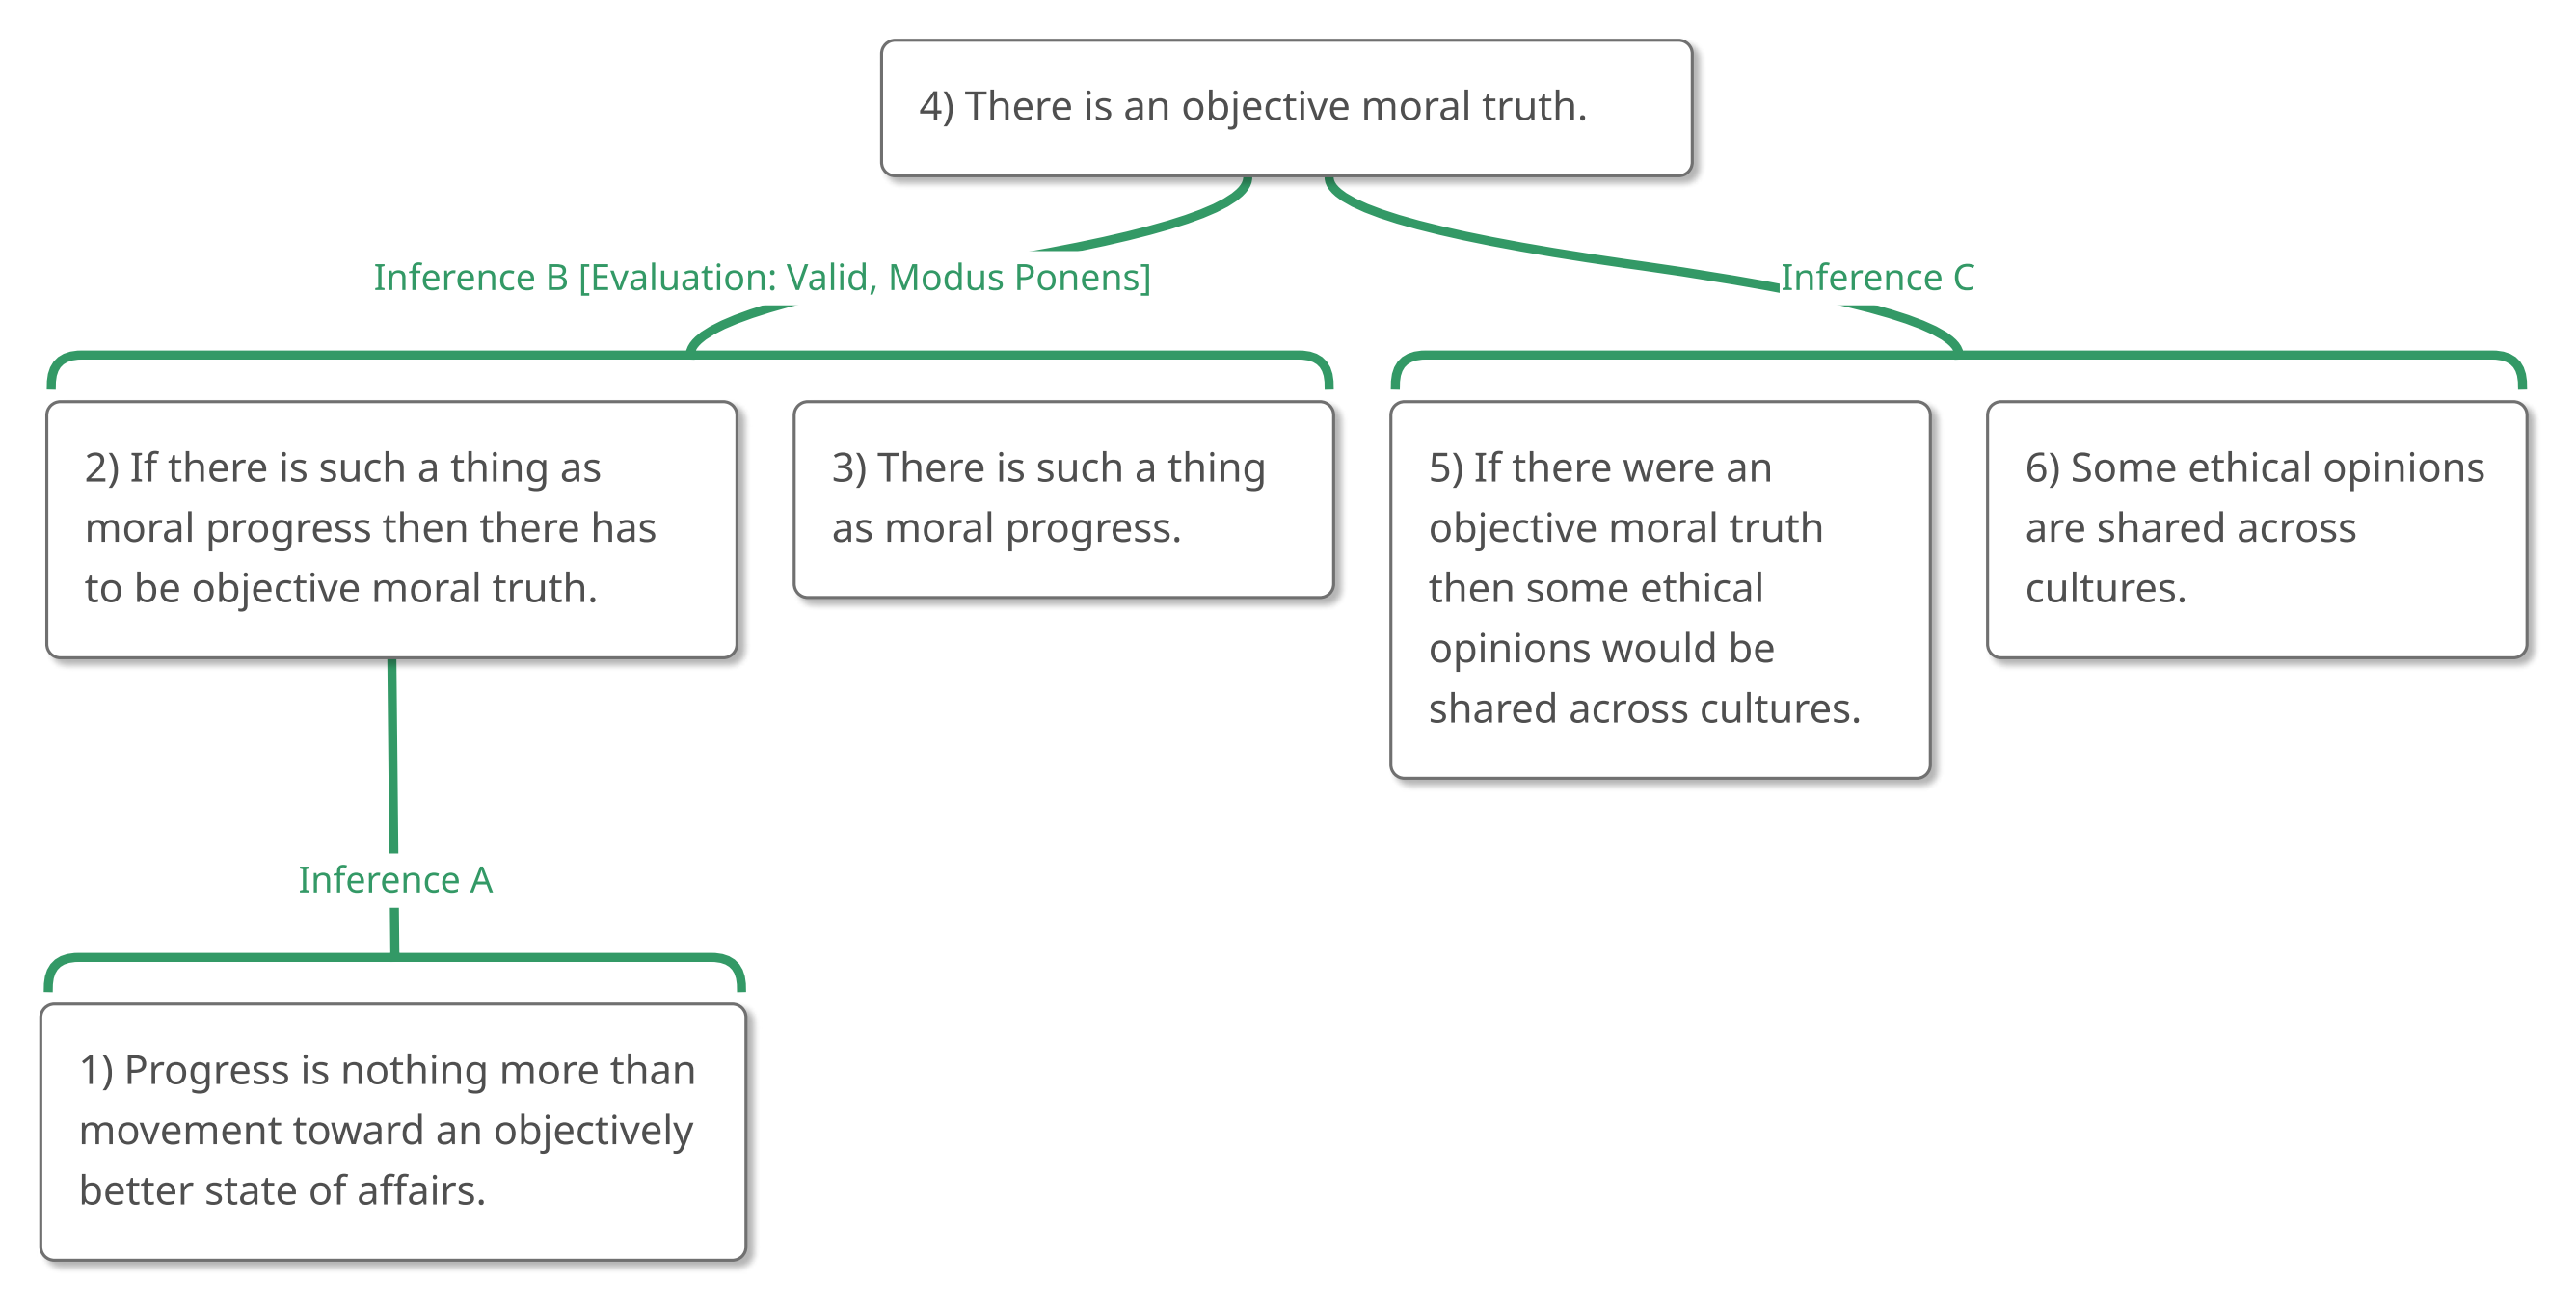 4) There is an objective moral truth.
Inference B [Evaluation: Valid, Modus Ponens]
Inference C
2) If there is such a thing as
moral progress then there has
to be objective moral truth.
3) There is such a thing
as moral progress.
5) If there were an
objective moral truth
then some ethical
opinions would be
shared across cultures.
6) Some ethical opinions
are shared across
cultures.
Inference A
1) Progress is nothing more than
movement toward an objectively
better state of affairs.